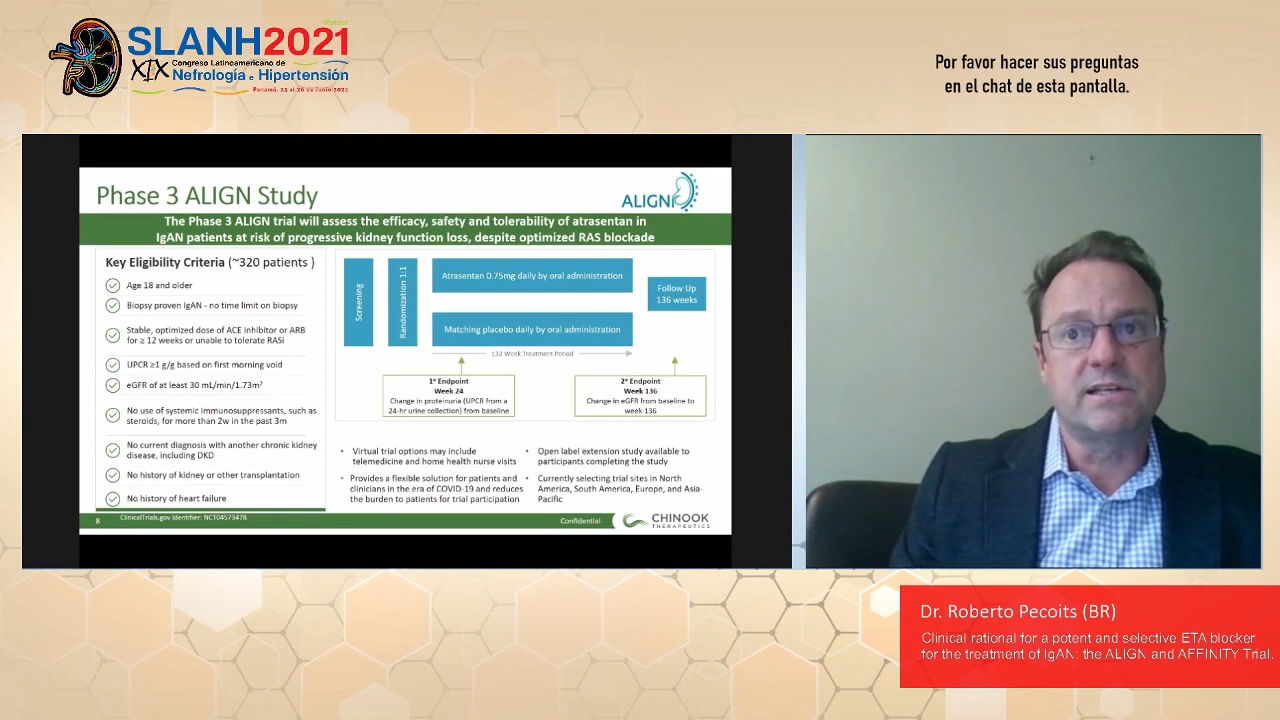 Virtual
SLANH2021
XIX Congreso Latinoamericano de
Nefrología e Hipertensión
Panamá, 25 al 26 de Junio 2021
Por favor hacer sus preguntas
en el chat de esta pantalla.
Phase 3 ALIGN Study
ALIGN
The Phase 3 ALIGN trial will assess the efficacy, safety and tolerability of atrasentan in
IgAN patients at risk of progressive kidney function loss, despite optimized RAS blockade
Key Eligibility Criteria (~320 patients )
Age 18 and older
Biopsy proven IgAN - no time limit on biopsy
Stable, optimized dose of ACE inhibitor or ARB
for ≥ 12 weeks or unable to tolerate RASi
UPCR ≥1 g/g based on first morning void
eGFR of at least 30 mL/min/1.73m²
No use of systemic immunosuppressants, such as
steroids, for more than 2w in the past 3m
No current diagnosis with another chronic kidney
disease, including DKD
No history of kidney or other transplantation
No history of heart failure
Screening
Randomization 1:1
Atrasentan 0.75mg daily by oral administration
Matching placebo daily by oral administration
Follow Up
136 weeks
132 Week Treatment Period
1° Endpoint
Week 24
Change in proteinuria (UPCR from a
24-hr urine collection) from baseline
2° Endpoint
Week 136
Change in eGFR from baseline to
week 136
• Virtual trial options may include
telemedicine and home health nurse visits
• Provides a flexible solution for patients and
clinicians in the era of COVID-19 and reduces
the burden to patients for trial participation
• Open label extension study available to
participants completing the study
• Currently selecting trial sites in North
America, South America, Europe, and Asia-
Pacific
8
ClinicalTrials.gov Identifier: NCT04573478
Confidential
CHINOOK
THERAPEUTICS
Dr. Roberto Pecoits (BR)
Clinical rational for a potent and selective ETA blocker
for the treatment of IgAN: the ALIGN and AFFINITY Trial.